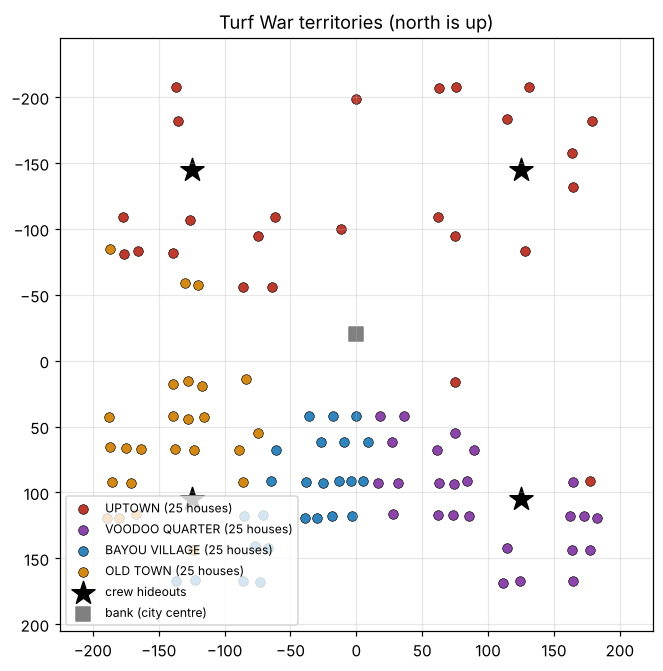 Turf War territories (north is up)
−200
−150
−100
−50
0
50
100
150
200
UPTOWN (25 houses)
VOODOO QUARTER (25 houses)
BAYOU VILLAGE (25 houses)
OLD TOWN (25 houses)
crew hideouts
bank (city centre)
−200 −150 −100 −50 0 50 100 150 200